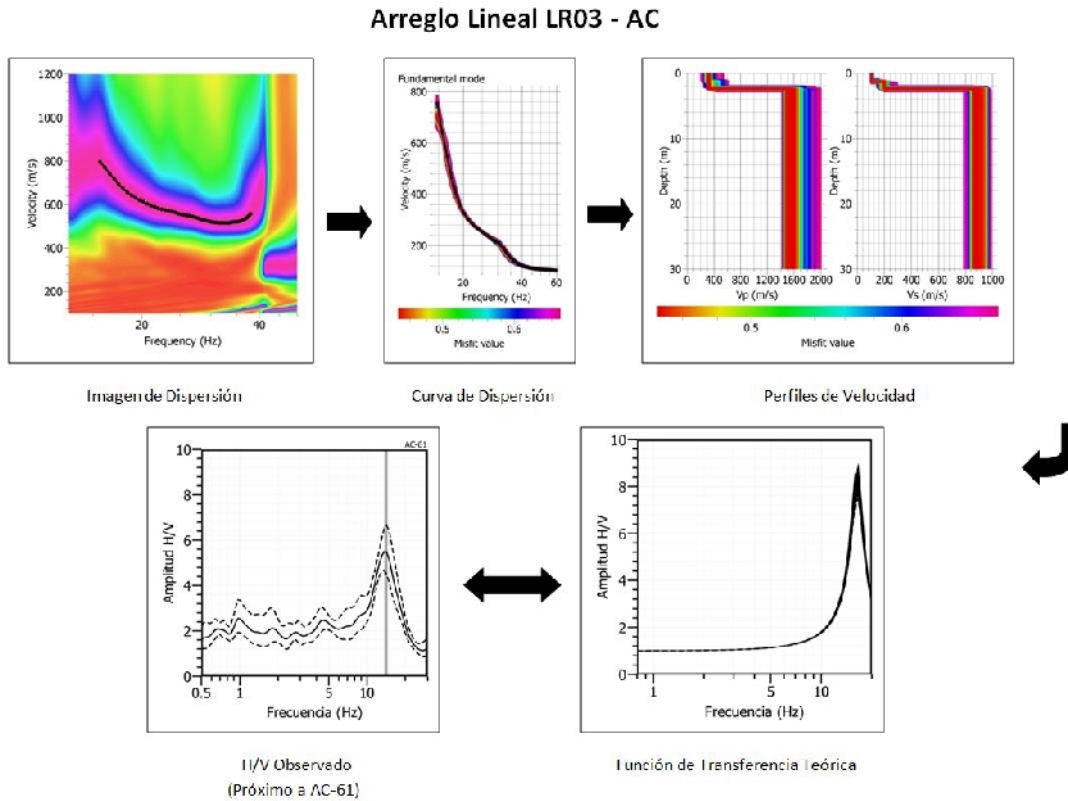 Arreglo Lineal LR03 - AC
1200
1000
800
600
400
200
Velocity (m/s)
20
40
Frequency (Hz)
Imagen de Dispersión
Fundamental mode
800
600
400
200
Velocity (m/s)
20
40
60
Frequency (Hz)
0.5
0.6
Misfit value
Curva de Dispersión
0
10
20
30
Depth (m)
0 400 800 1200 1600 2000
Vp (m/s)
0
10
20
30
Depth (m)
0 200 400 600 800 1000
Vs (m/s)
0.5
0.6
Misfit value
Perfiles de Velocidad
AC-61
10
8
6
4
2
0
Amplitud H/V
0.5 1 5 10
Frecuencia (Hz)
H/V Observado
(Próximo a AC-61)
10
8
6
4
2
0
Amplitud H/V
1 5 10
Frecuencia (Hz)
Función de Transferencia Teórica